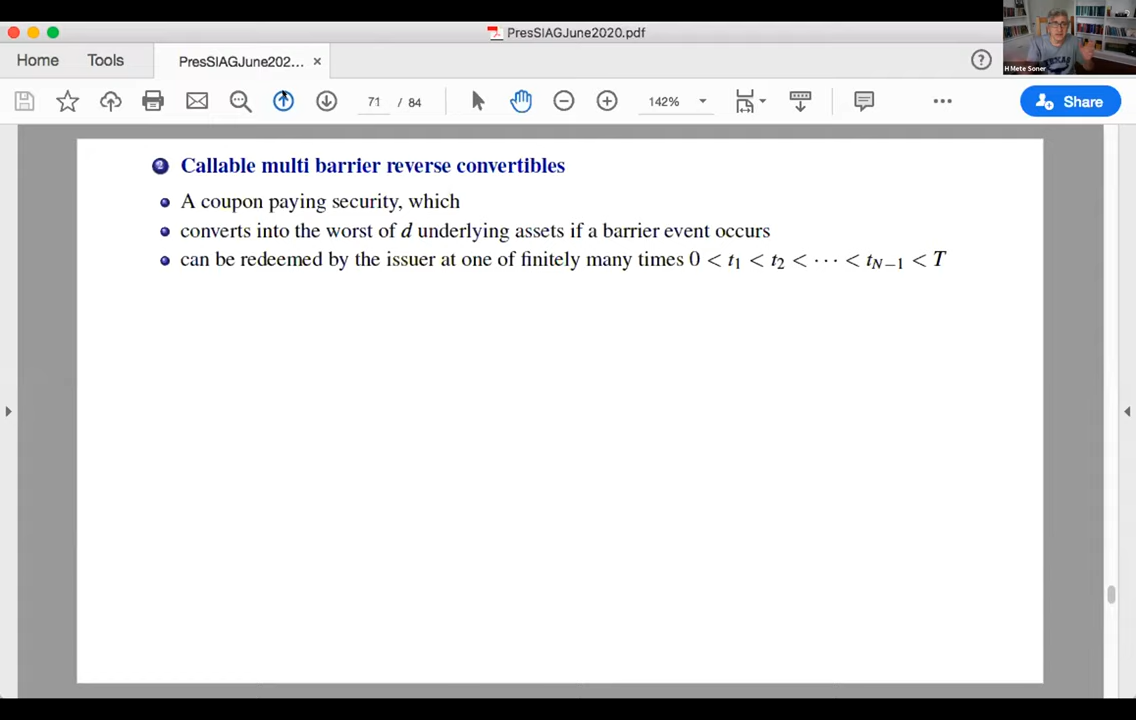 PresSIAGJune2020.pdf
H Mete Soner
Home Tools PresSIAGJune202... ×
71 / 84 142% Share
2 Callable multi barrier reverse convertibles
• A coupon paying security, which
• converts into the worst of d underlying assets if a barrier event occurs
• can be redeemed by the issuer at one of finitely many times 0 < t₁ < t₂ < ··· < t_{N−1} < T